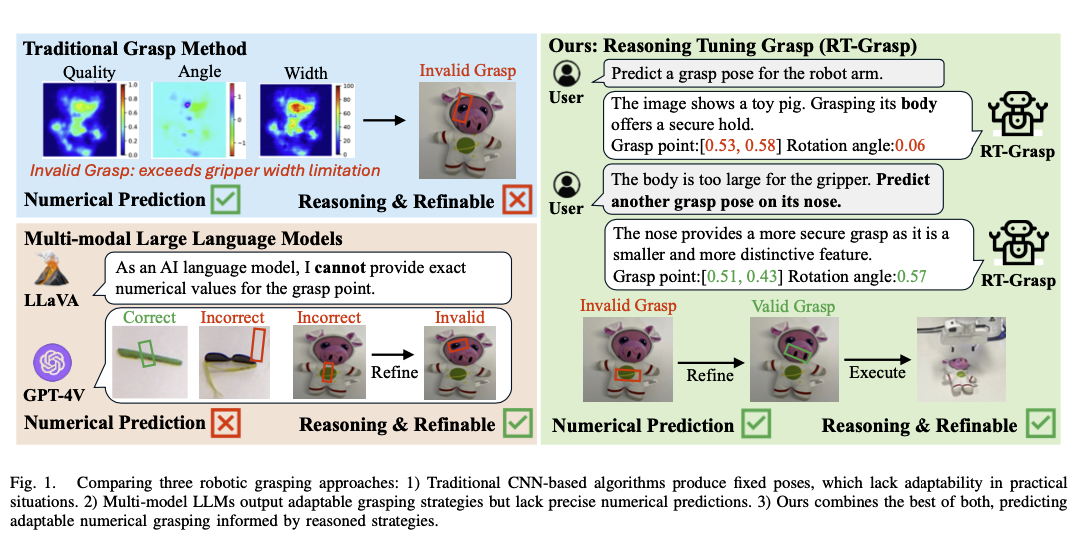 Traditional Grasp Method
Quality
Angle
Width
Invalid Grasp
1.0
0.8
0.6
0.4
0.2
0.0
1
0
−1
100
80
60
40
20
0
Invalid Grasp: exceeds gripper width limitation
Numerical Prediction
Reasoning & Refinable
Multi-modal Large Language Models
LLaVA
As an AI language model, I cannot provide exact
numerical values for the grasp point.
GPT-4V
Correct
Incorrect
Incorrect
Refine
Invalid
Numerical Prediction
Reasoning & Refinable
Ours: Reasoning Tuning Grasp (RT-Grasp)
User
Predict a grasp pose for the robot arm.
The image shows a toy pig. Grasping its body
offers a secure hold.
Grasp point:[0.53, 0.58] Rotation angle:0.06
RT-Grasp
User
The body is too large for the gripper. Predict
another grasp pose on its nose.
The nose provides a more secure grasp as it is a
smaller and more distinctive feature.
Grasp point:[0.51, 0.43] Rotation angle:0.57
RT-Grasp
Invalid Grasp
Refine
Valid Grasp
Execute
Numerical Prediction
Reasoning & Refinable
Fig. 1. Comparing three robotic grasping approaches: 1) Traditional CNN-based algorithms produce fixed poses, which lack adaptability in practical
situations. 2) Multi-model LLMs output adaptable grasping strategies but lack precise numerical predictions. 3) Ours combines the best of both, predicting
adaptable numerical grasping informed by reasoned strategies.